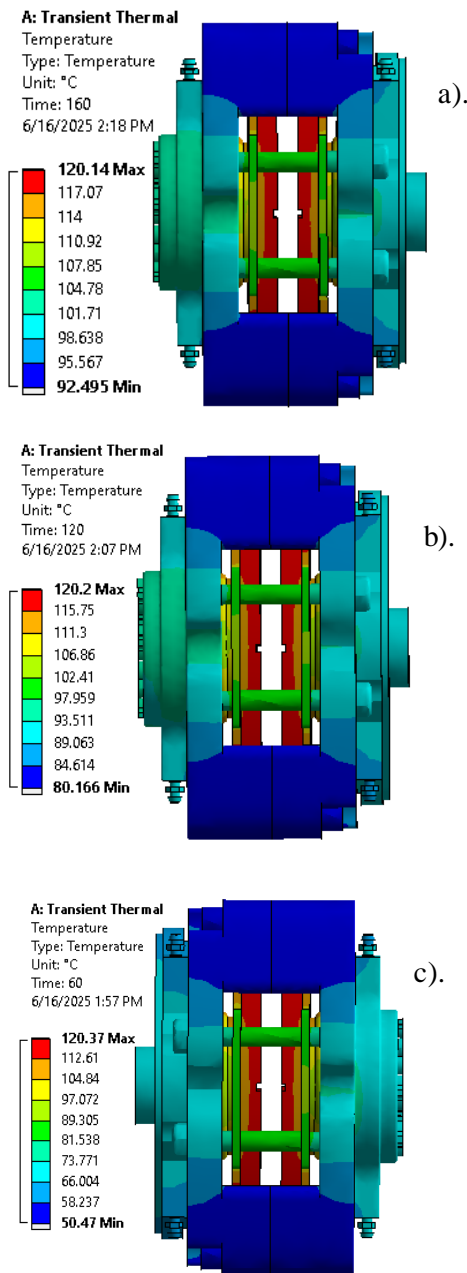 A: Transient Thermal
Temperature
Type: Temperature
Unit: °C
Time: 160
6/16/2025 2:18 PM
a).
120.14 Max
117.07
114
110.92
107.85
104.78
101.71
98.638
95.567
92.495 Min
A: Transient Thermal
Temperature
Type: Temperature
Unit: °C
Time: 120
6/16/2025 2:07 PM
b).
120.2 Max
115.75
111.3
106.86
102.41
97.959
93.511
89.063
84.614
80.166 Min
A: Transient Thermal
Temperature
Type: Temperature
Unit: °C
Time: 60
6/16/2025 1:57 PM
c).
120.37 Max
112.61
104.84
97.072
89.305
81.538
73.771
66.004
58.237
50.47 Min